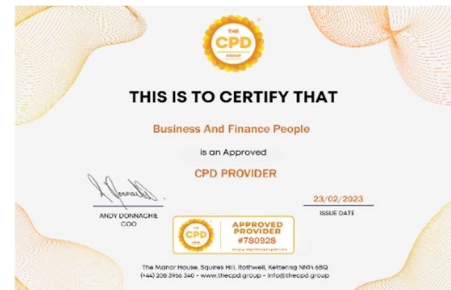 THE
CPD
GROUP
THIS IS TO CERTIFY THAT
Business And Finance People
is an Approved
CPD PROVIDER
23/02/2023
ISSUE DATE
ANDY DONNACHIE
COO
CPD
APPROVED
PROVIDER
#780928
The Manor House, Squires Hill, Rothwell, Kettering NN14 6BQ
(+44) 208 3956 340 - www.thecpd.group - info@thecpd.group